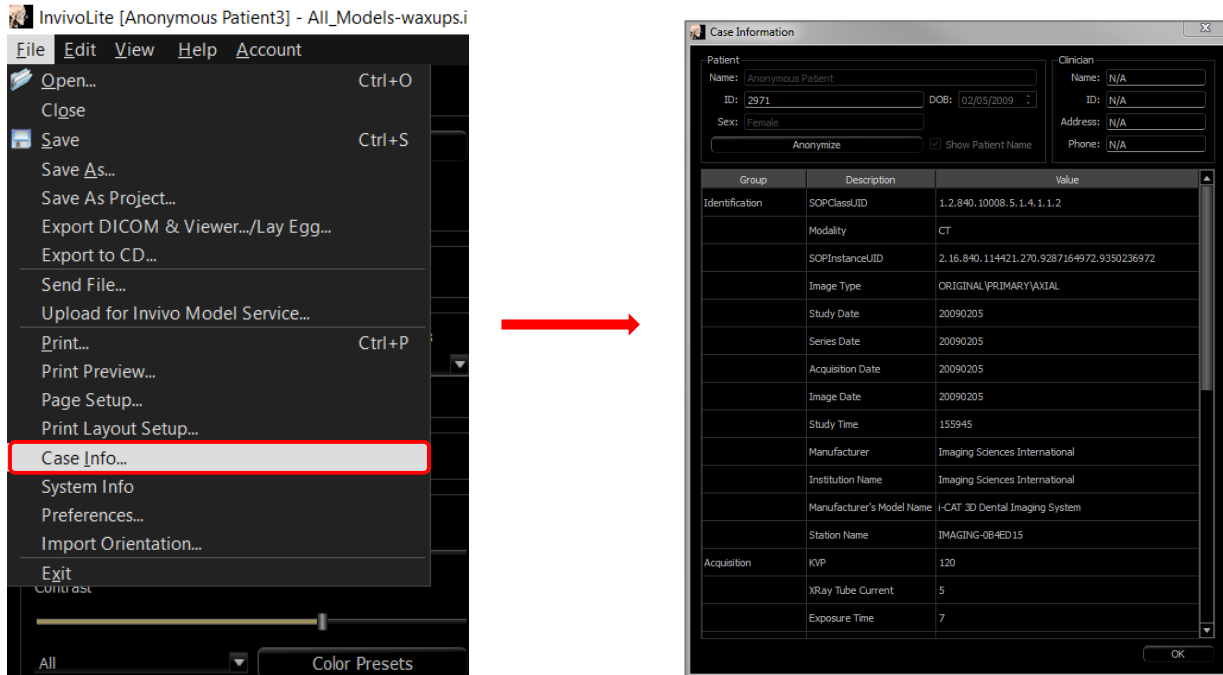 InvivoLite [Anonymous Patient3] - All_Models-waxups.i
File Edit View Help Account
Open... Ctrl+O
Close
Save Ctrl+S
Save As...
Save As Project...
Export DICOM & Viewer.../Lay Egg...
Export to CD...
Send File...
Upload for Invivo Model Service...
Print... Ctrl+P
Print Preview...
Page Setup...
Print Layout Setup...
Case Info...
System Info
Preferences...
Import Orientation...
Exit
Contrast
All Color Presets
Case Information
Patient Clinician
Name: Anonymous Patient Name: N/A
ID: 2971 DOB: 02/05/2009 ID: N/A
Sex: Female Address: N/A
Anonymize Show Patient Name Phone: N/A
Group Description Value
Identification SOPClassUID 1.2.840.10008.5.1.4.1.1.2
Modality CT
SOPInstanceUID 2.16.840.114421.270.9287164972.9350236972
Image Type ORIGINAL\PRIMARY\AXIAL
Study Date 20090205
Series Date 20090205
Acquisition Date 20090205
Image Date 20090205
Study Time 155945
Manufacturer Imaging Sciences International
Institution Name Imaging Sciences International
Manufacturer's Model Name i-CAT 3D Dental Imaging System
Station Name IMAGING-0B4ED15
Acquisition KVP 120
XRay Tube Current 5
Exposure Time 7
OK